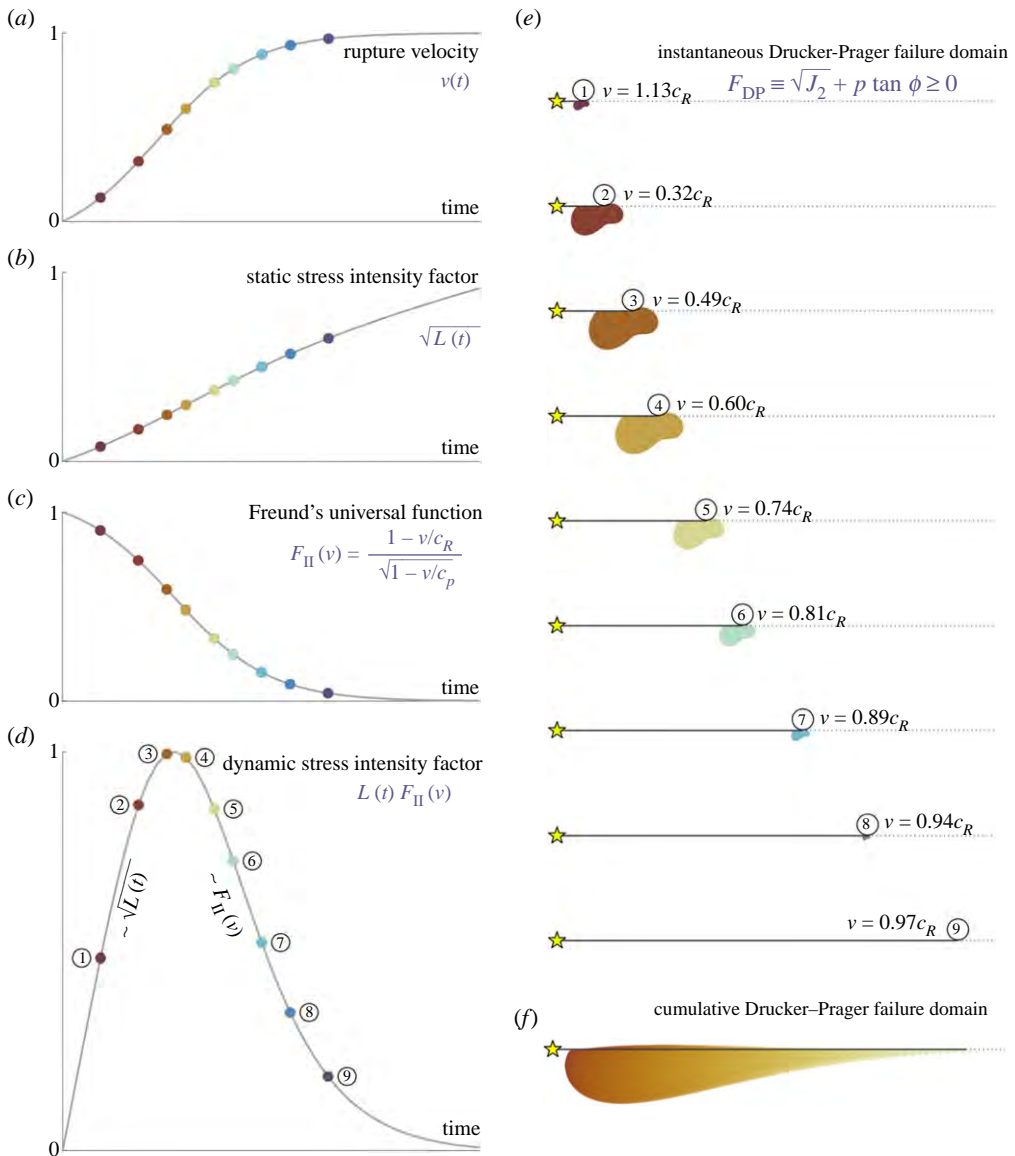 (a)
1
rupture velocity
v(t)
0
time
(b)
1
static stress intensity factor
√L (t)
0
time
(c)
1
Freund's universal function
F_II (v) = (1 – v/c_R) / √(1 – v/c_p)
0
time
(d)
1
dynamic stress intensity factor
L (t) F_II (v)
③
④
②
⑤
⑥
~ √L (t)
~ F_II (v)
①
⑦
⑧
⑨
time
0
(e)
instantaneous Drucker-Prager failure domain
F_DP ≡ √J_2 + p tan ϕ ≥ 0
① v = 1.13c_R
② v = 0.32c_R
③ v = 0.49c_R
④ v = 0.60c_R
⑤ v = 0.74c_R
⑥ v = 0.81c_R
⑦ v = 0.89c_R
⑧ v = 0.94c_R
v = 0.97c_R ⑨
(f)
cumulative Drucker–Prager failure domain